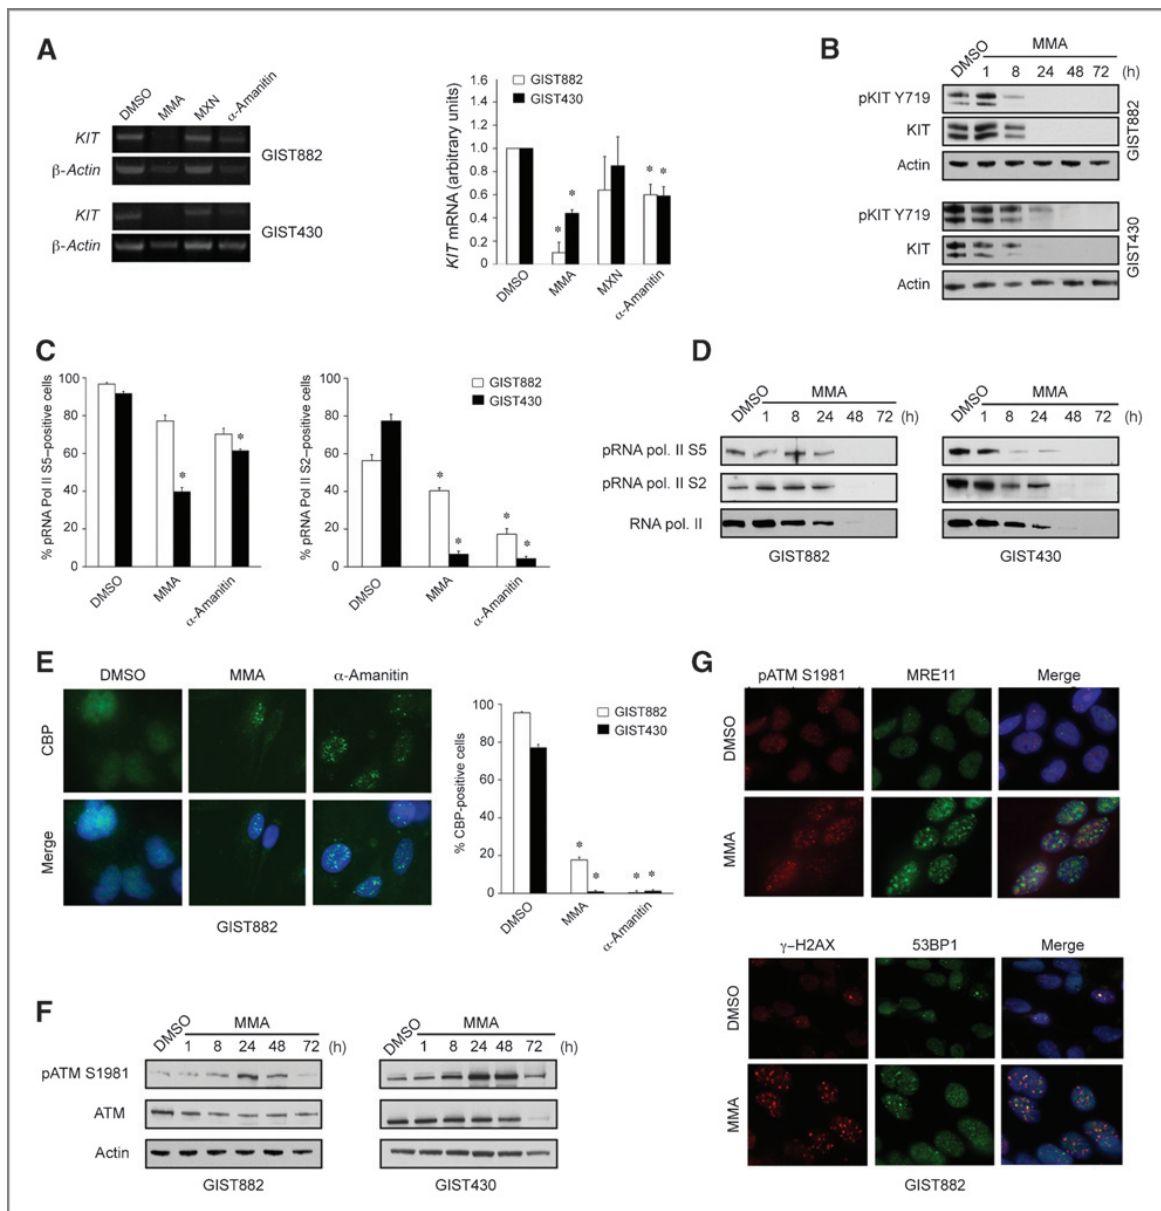 A
DMSO MMA MXN α-Amanitin
KIT
β-Actin
GIST882
KIT
β-Actin
GIST430
KIT mRNA (arbitrary units)
1.6
1.4
1.2
1.0
0.8
0.6
0.4
0.2
0.0
GIST882
GIST430
* * * *
DMSO MMA MXN α-Amanitin
B
DMSO MMA
1 8 24 48 72 (h)
pKIT Y719
KIT
Actin
GIST882
pKIT Y719
KIT
Actin
GIST430
C
% pRNA Pol II S5–positive cells
100
80
60
40
20
0
* *
DMSO MMA α-Amanitin
% pRNA Pol II S2–positive cells
100
80
60
40
20
0
GIST882
GIST430
* * * *
DMSO MMA α-Amanitin
D
DMSO MMA
1 8 24 48 72 (h)
pRNA pol. II S5
pRNA pol. II S2
RNA pol. II
GIST882
DMSO MMA
1 8 24 48 72 (h)
GIST430
E
DMSO MMA α-Amanitin
CBP
Merge
GIST882
% CBP-positive cells
100
80
60
40
20
0
GIST882
GIST430
* * * *
DMSO MMA α-Amanitin
F
DMSO MMA
1 8 24 48 72 (h)
pATM S1981
ATM
Actin
GIST882
DMSO MMA
1 8 24 48 72 (h)
GIST430
G
pATM S1981 MRE11 Merge
DMSO
MMA
γ–H2AX 53BP1 Merge
DMSO
MMA
GIST882